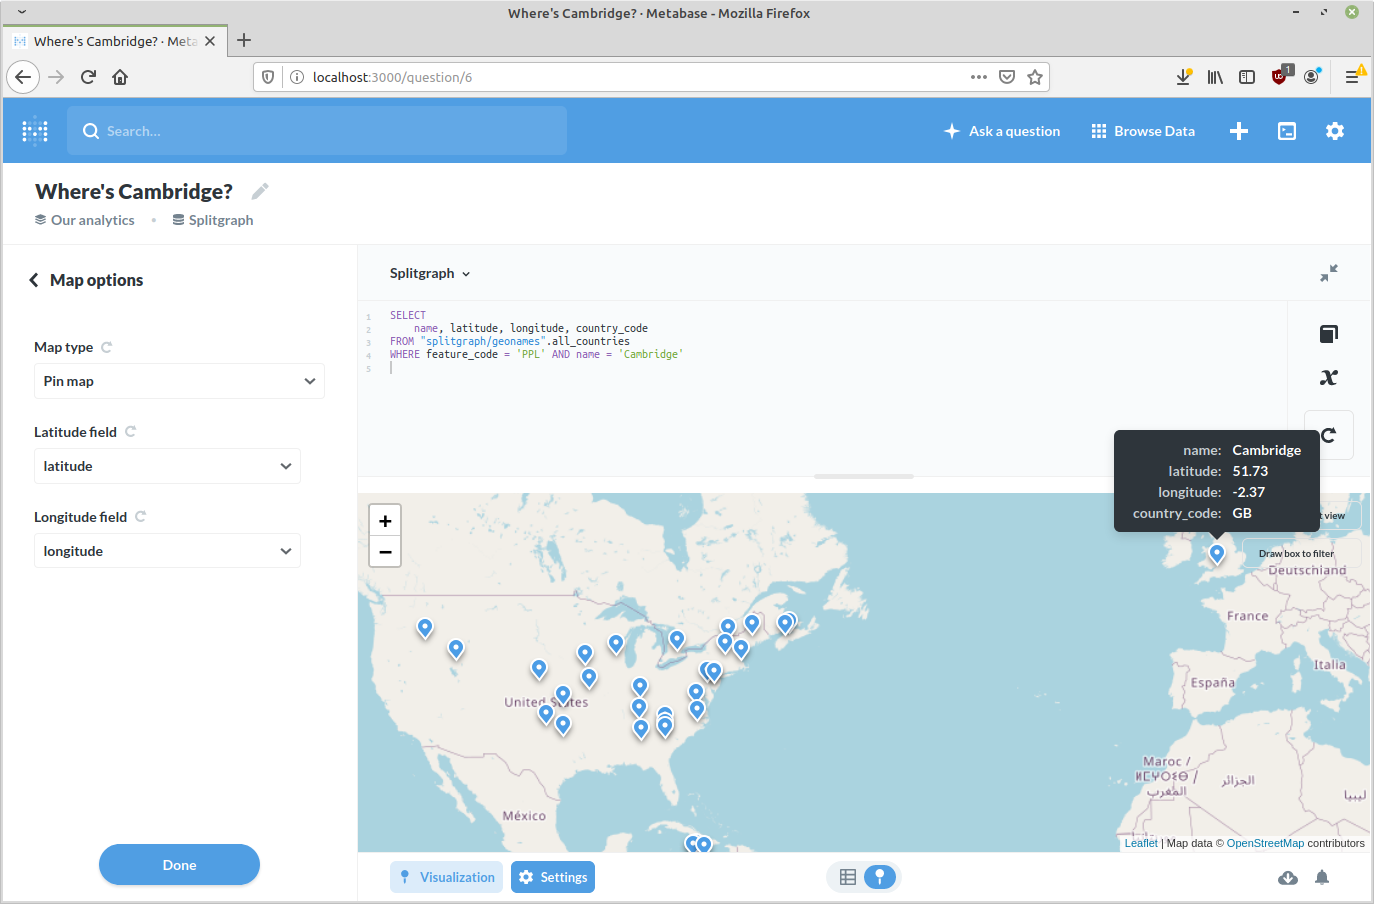 Where's Cambridge? · Metabase - Mozilla Firefox
Where's Cambridge? · Meta
localhost:3000/question/6
1
Search...
Ask a question
Browse Data
Where's Cambridge?
Our analytics
Splitgraph
Map options
Map type
Pin map
Latitude field
latitude
Longitude field
longitude
Done
Splitgraph
1 SELECT
2 name, latitude, longitude, country_code
3 FROM "splitgraph/geonames".all_countries
4 WHERE feature_code = 'PPL' AND name = 'Cambridge'
5
x
name: Cambridge
latitude: 51.73
longitude: -2.37
country_code: GB
+
−
view
Draw box to filter
Deutschland
France
Italia
España
United States
México
Maroc /
ⵍⵎⵖⵔⵉⴱ /
المغرب
الجزائر
ليبيا
Leaflet | Map data © OpenStreetMap contributors
Visualization
Settings